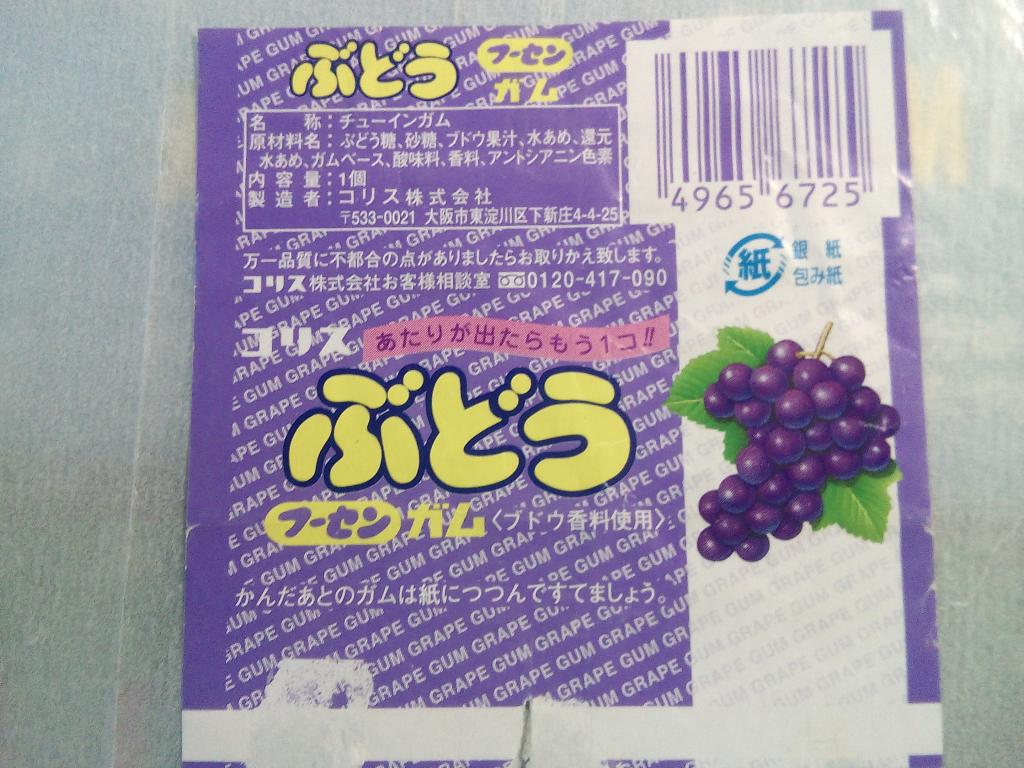 ぶどう フーセン ガム
名称：チューインガム
原材料名：ぶどう糖、砂糖、ブドウ果汁、水あめ、還元
水あめ、ガムベース、酸味料、香料、アントシアニン色素
内容量：1個
製造者：コリス株式会社
〒533-0021 大阪市東淀川区下新庄4-4-25
万一品質に不都合の点がありましたらお取りかえ致します。
コリス株式会社お客様相談室 0120-417-090
4965 6725
紙 銀紙
包み紙
コリス あたりが出たらもう1コ!!
ぶどう
フーセン ガム〈ブドウ香料使用〉
かんだあとのガムは紙につつんですてましょう。
GRAPE GUM GRAPE GUM GRAPE GUM